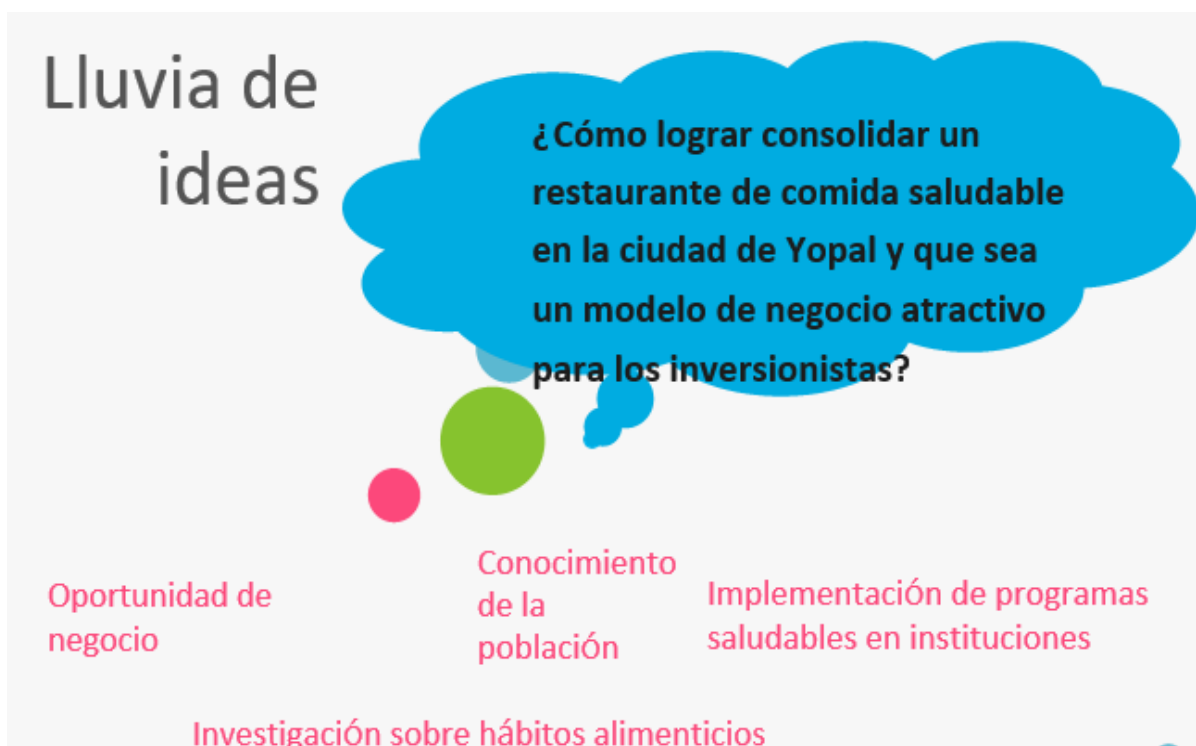 Lluvia de
ideas
¿Cómo lograr consolidar un
restaurante de comida saludable
en la ciudad de Yopal y que sea
un modelo de negocio atractivo
para los inversionistas?
Oportunidad de
negocio
Conocimiento
de la
población
Implementación de programas
saludables en instituciones
Investigación sobre hábitos alimenticios